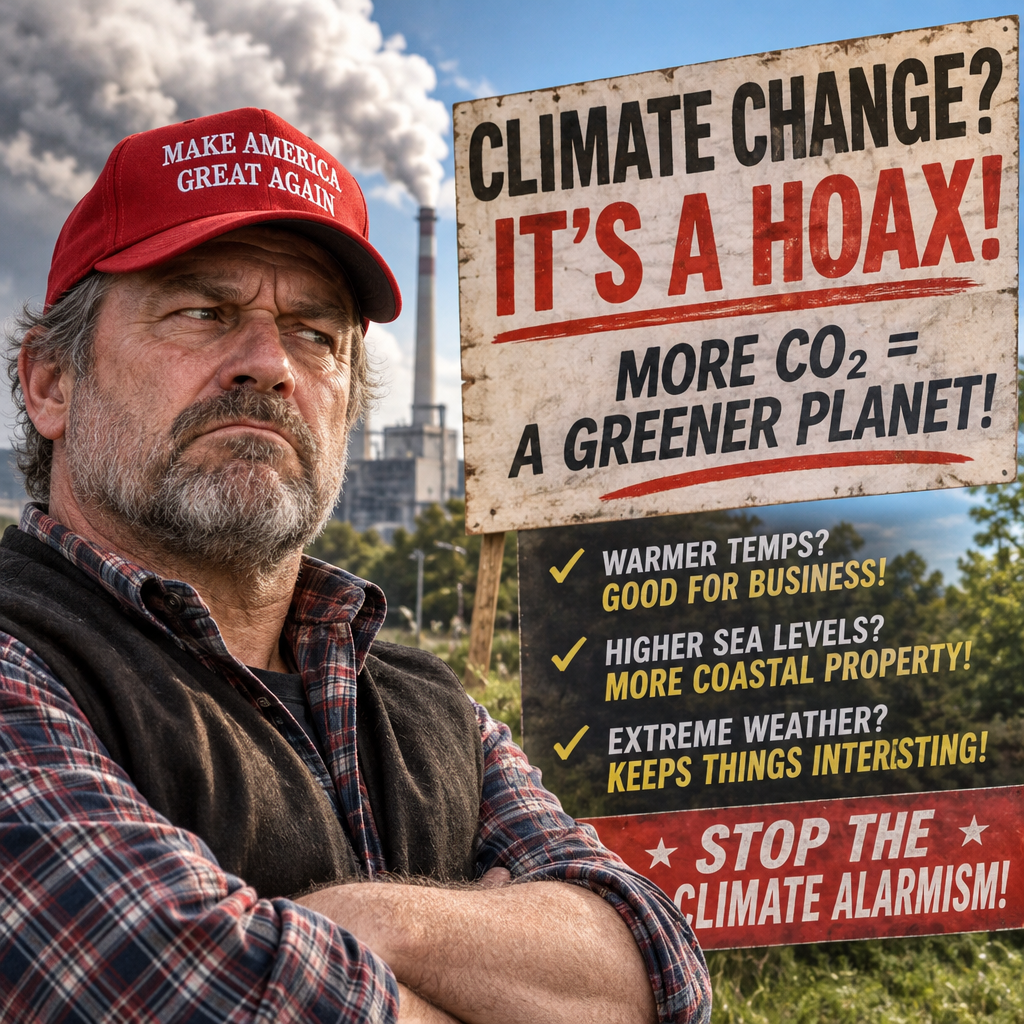 MAKE AMERICA
GREAT AGAIN
CLIMATE CHANGE?
IT'S A HOAX!
MORE CO₂ =
A GREENER PLANET!
✓ WARMER TEMPS?
GOOD FOR BUSINESS!
✓ HIGHER SEA LEVELS?
MORE COASTAL PROPERTY!
✓ EXTREME WEATHER?
KEEPS THINGS INTERESTING!
★ STOP THE ★
CLIMATE ALARMISM!